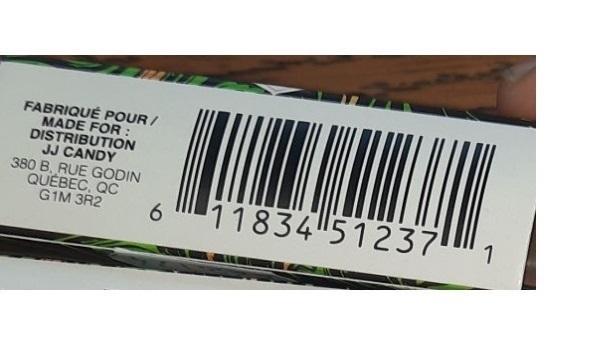 FABRIQUÉ POUR /
MADE FOR :
DISTRIBUTION
JJ CANDY
380 B, RUE GODIN
QUÉBEC, QC
G1M 3R2
6 11834 51237 1